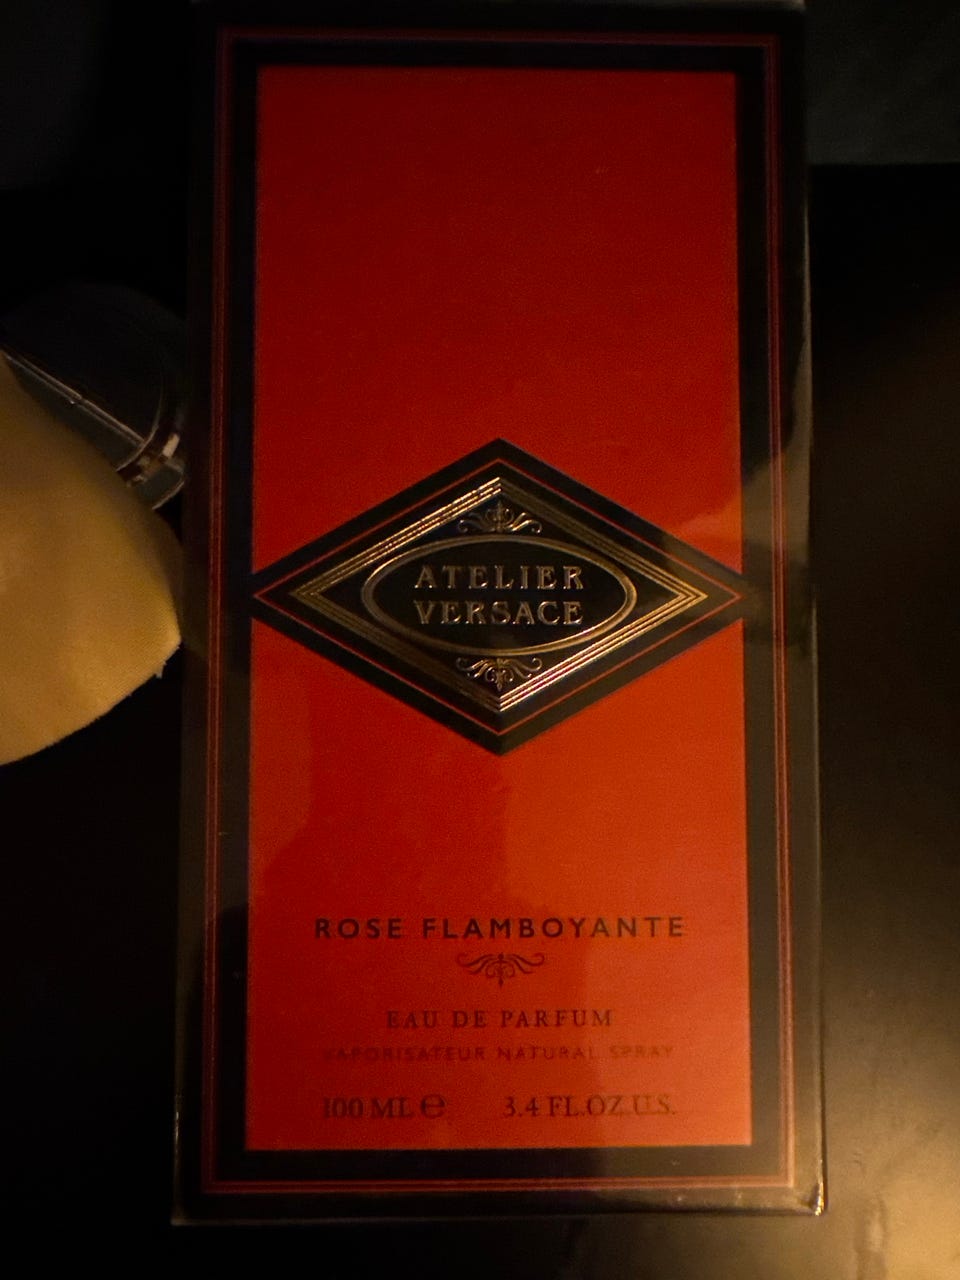 ATELIER
VERSACE
ROSE FLAMBOYANTE
EAU DE PARFUM
VAPORISATEUR NATURAL SPRAY
100 ML ℮ 3.4 FL.OZ.U.S.